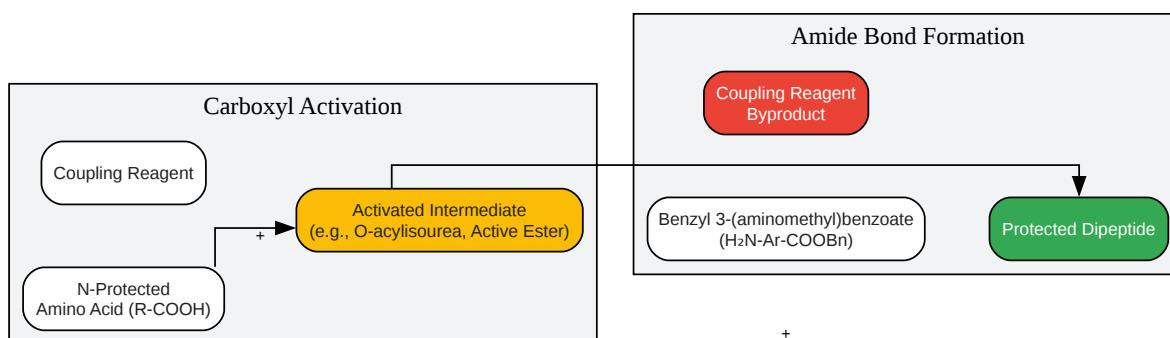 Carboxyl Activation
Coupling Reagent
Activated Intermediate
(e.g., O-acylisourea, Active Ester)
+
N-Protected
Amino Acid (R-COOH)
Amide Bond Formation
Coupling Reagent
Byproduct
Benzyl 3-(aminomethyl)benzoate
(H₂N-Ar-COOBn)
Protected Dipeptide
+